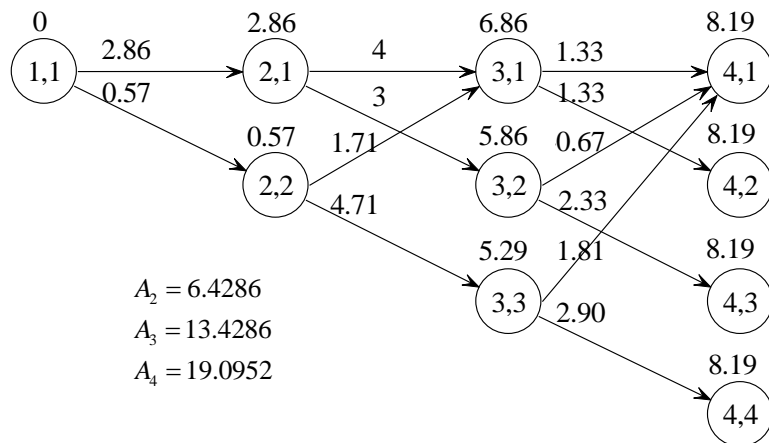 0 2.86 6.86 8.19
1,1 2.86 2,1 4 3,1 1.33 4,1
0.57 3 1.33
0.57 1.71 5.86 0.67 8.19
2,2 3,2 4,2
4.71 2.33
5.29 1.81 8.19
A₂ = 6.4286
3,3 4,3
2.90
A₃ = 13.4286
A₄ = 19.0952
8.19
4,4